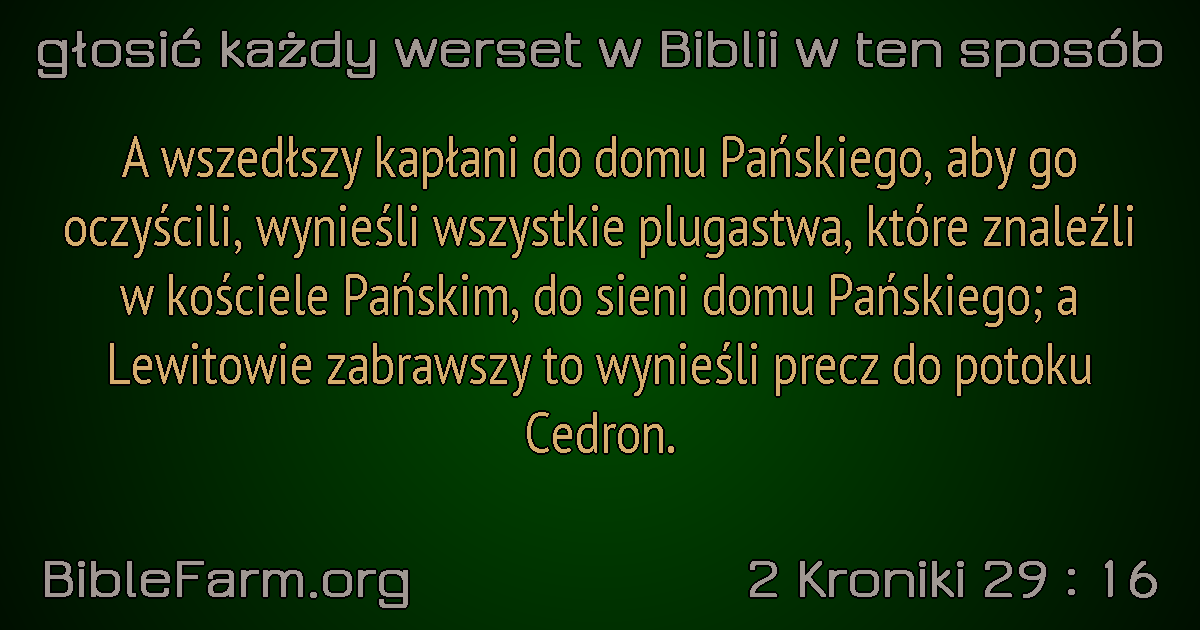 głosić każdy werset w Biblii w ten sposób
A wszedłszy kapłani do domu Pańskiego, aby go
oczyścili, wynieśli wszystkie plugastwa, które znaleźli
w kościele Pańskim, do sieni domu Pańskiego; a
Lewitowie zabrawszy to wynieśli precz do potoku
Cedron.
BibleFarm.org
2 Kroniki 29 : 16